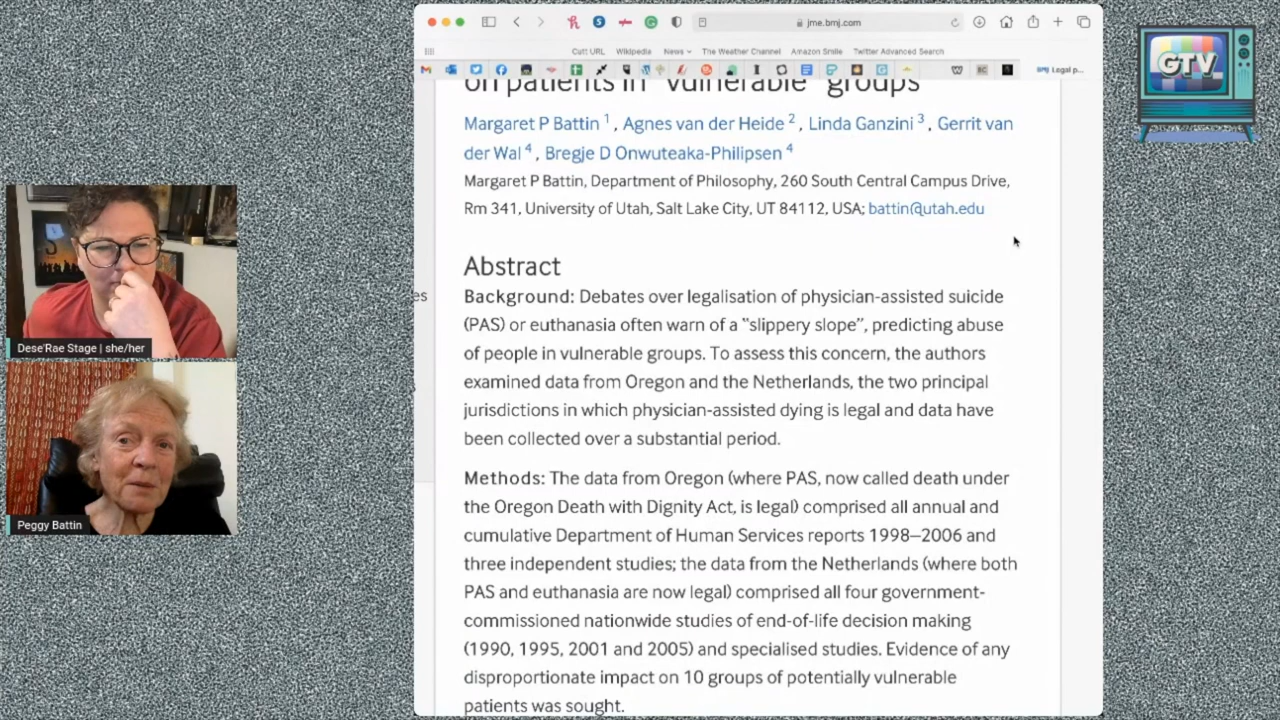 jme.bmj.com
Cutt URL Wikipedia News The Weather Channel Amazon Smile Twitter Advanced Search
Legal p...
GTV
on patients in "vulnerable" groups
Margaret P Battin 1 , Agnes van der Heide 2 , Linda Ganzini 3 , Gerrit van
der Wal 4 , Bregje D Onwuteaka-Philipsen 4
Margaret P Battin, Department of Philosophy, 260 South Central Campus Drive,
Rm 341, University of Utah, Salt Lake City, UT 84112, USA; battin@utah.edu
Abstract
es
Background: Debates over legalisation of physician-assisted suicide
(PAS) or euthanasia often warn of a "slippery slope", predicting abuse
of people in vulnerable groups. To assess this concern, the authors
examined data from Oregon and the Netherlands, the two principal
jurisdictions in which physician-assisted dying is legal and data have
been collected over a substantial period.
Methods: The data from Oregon (where PAS, now called death under
the Oregon Death with Dignity Act, is legal) comprised all annual and
cumulative Department of Human Services reports 1998–2006 and
three independent studies; the data from the Netherlands (where both
PAS and euthanasia are now legal) comprised all four government-
commissioned nationwide studies of end-of-life decision making
(1990, 1995, 2001 and 2005) and specialised studies. Evidence of any
disproportionate impact on 10 groups of potentially vulnerable
patients was sought.
Dese'Rae Stage | she/her
Peggy Battin